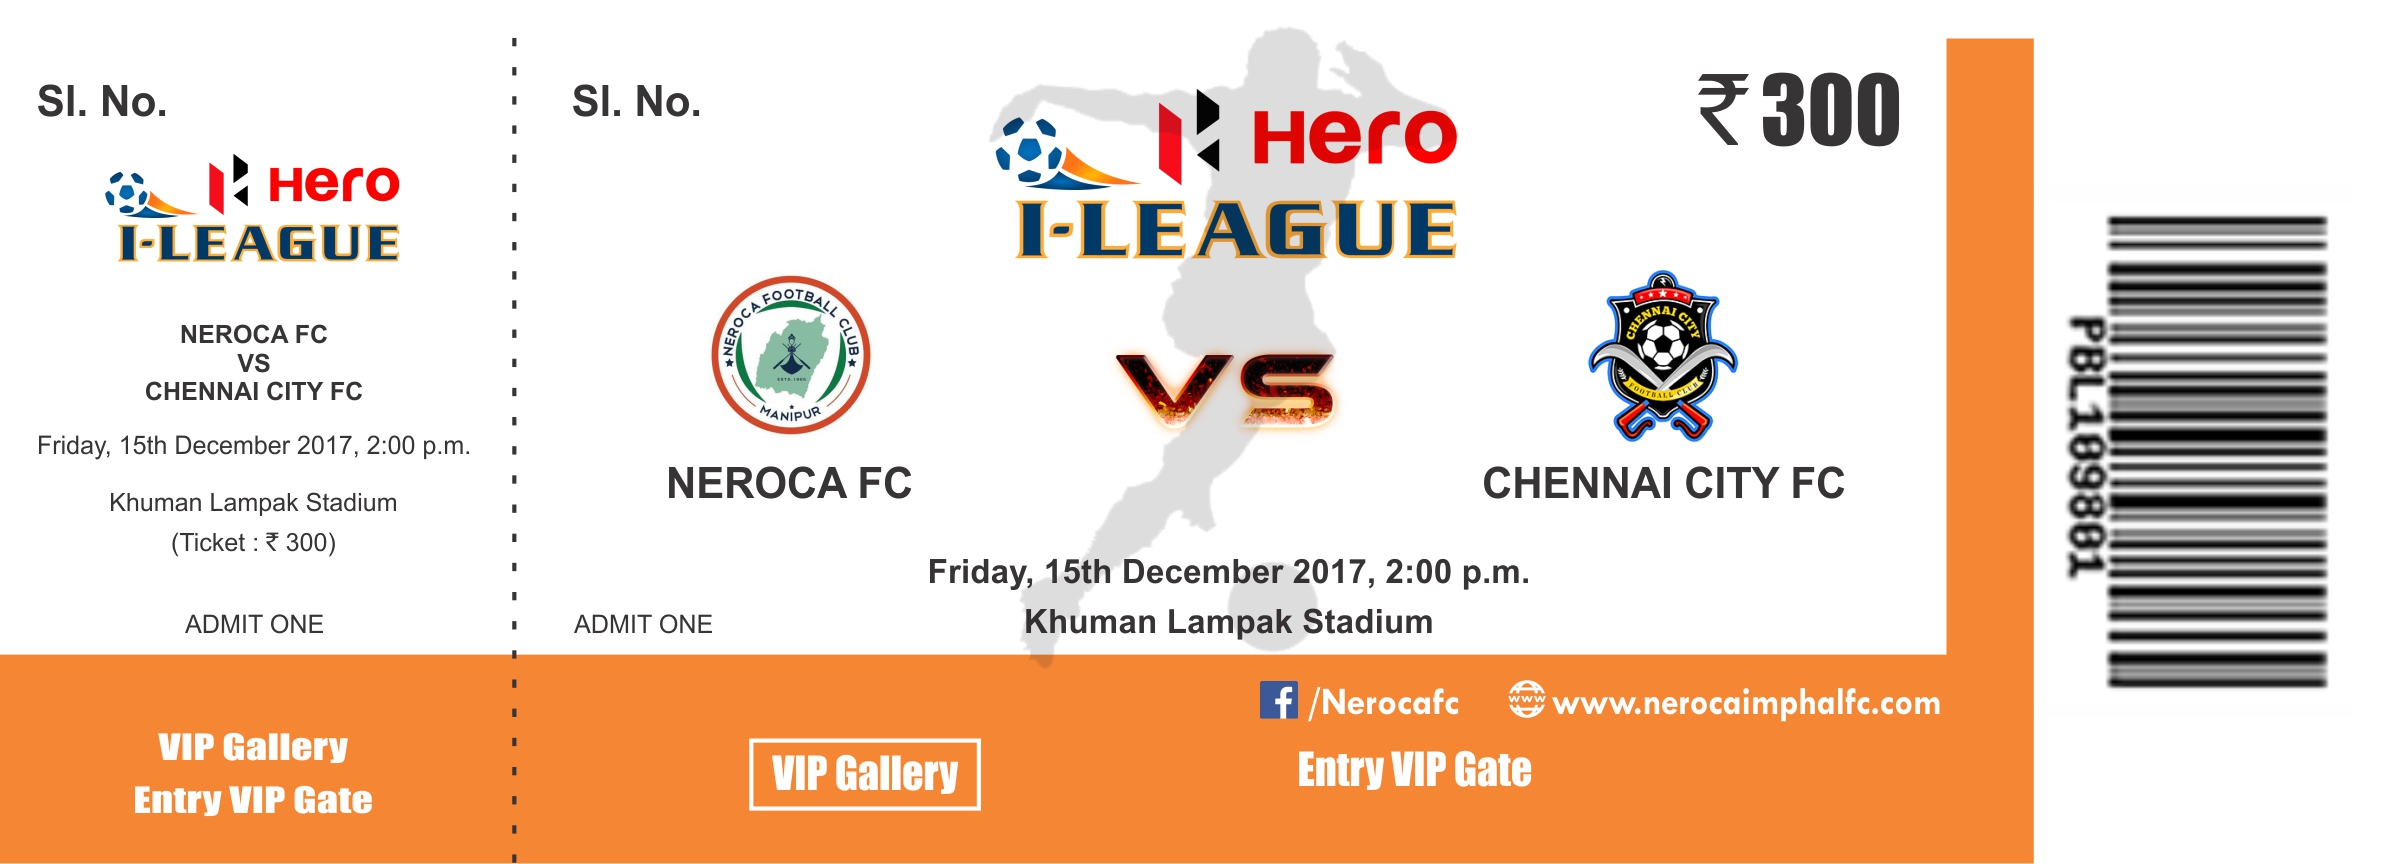 Sl. No.
Hero
I-LEAGUE
NEROCA FC
VS
CHENNAI CITY FC
Friday, 15th December 2017, 2:00 p.m.
Khuman Lampak Stadium
(Ticket : ₹ 300)
ADMIT ONE
VIP Gallery
Entry VIP Gate
Sl. No.
₹ 300
Hero
I-LEAGUE
NEROCA FOOTBALL CLUB
ESTD.1965
MANIPUR
VS
CHENNAI CITY
FOOTBALL CLUB
NEROCA FC
CHENNAI CITY FC
Friday, 15th December 2017, 2:00 p.m.
Khuman Lampak Stadium
ADMIT ONE
f /Nerocafc
www www.nerocaimphalfc.com
VIP Gallery
Entry VIP Gate
PBL189881